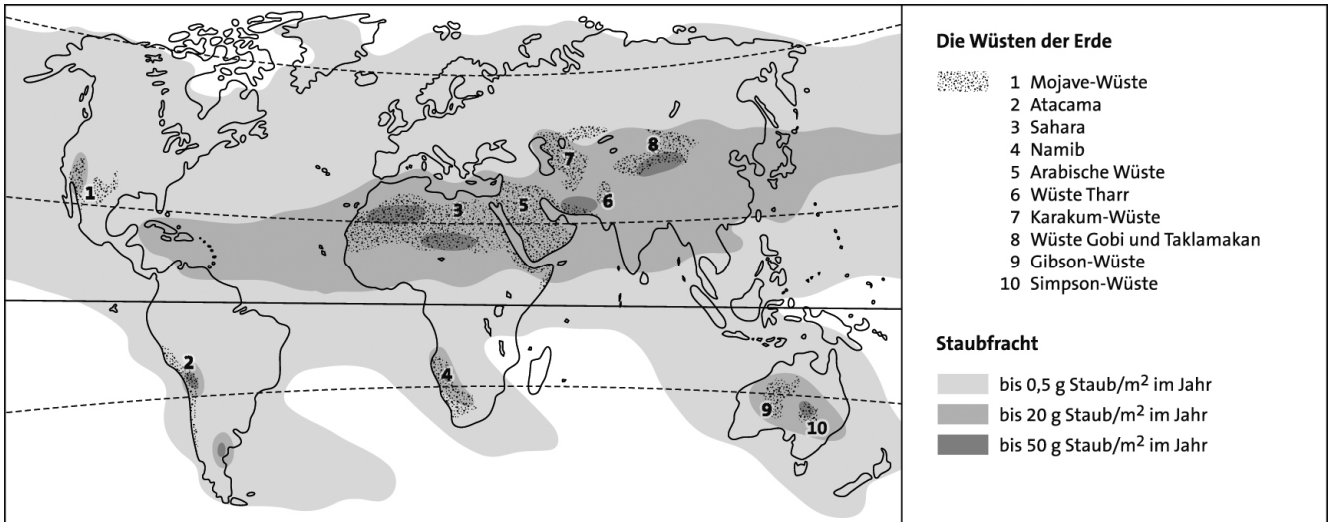 1
2
3
4
5
6
7
8
9
10
Die Wüsten der Erde
1 Mojave-Wüste
2 Atacama
3 Sahara
4 Namib
5 Arabische Wüste
6 Wüste Tharr
7 Karakum-Wüste
8 Wüste Gobi und Taklamakan
9 Gibson-Wüste
10 Simpson-Wüste
Staubfracht
bis 0,5 g Staub/m² im Jahr
bis 20 g Staub/m² im Jahr
bis 50 g Staub/m² im Jahr